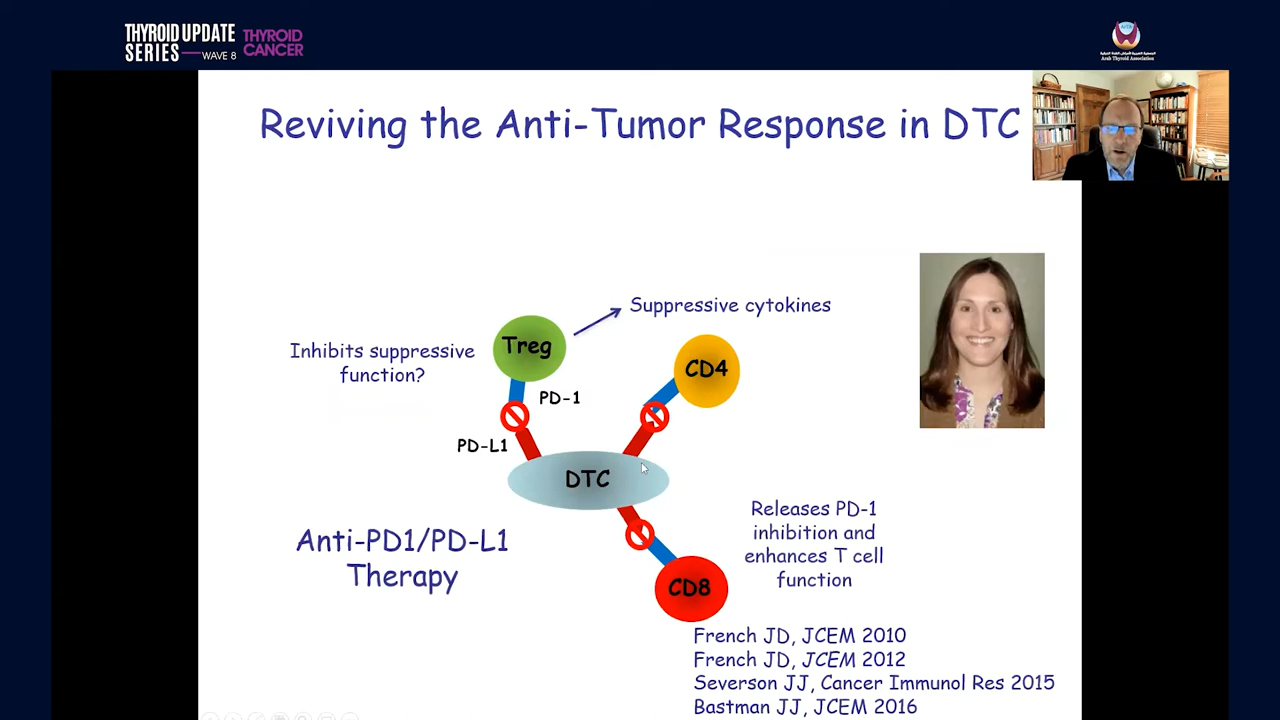 THYROID UPDATE
SERIES — WAVE 8
THYROID
CANCER
Arab Thyroid Association
Reviving the Anti-Tumor Response in DTC
Suppressive cytokines
Treg
Inhibits suppressive
function?
CD4
PD-1
PD-L1
DTC
Releases PD-1
inhibition and
enhances T cell
function
Anti-PD1/PD-L1
Therapy
CD8
French JD, JCEM 2010
French JD, JCEM 2012
Severson JJ, Cancer Immunol Res 2015
Bastman JJ, JCEM 2016